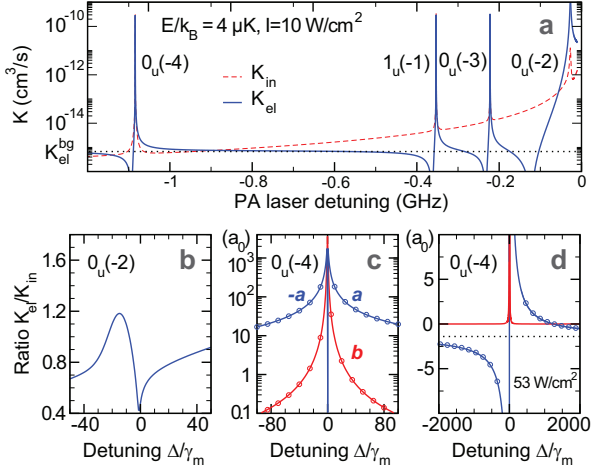 E/k_B = 4 μK, I=10 W/cm²
a
K (cm³/s)
10⁻¹⁰
10⁻¹²
10⁻¹⁴
K_el^bg
0_u(-4)
1_u(-1)
0_u(-3)
0_u(-2)
K_in
K_el
-1
-0.8
-0.6
-0.4
-0.2
0
PA laser detuning (GHz)
Ratio K_el/K_in
1.6
1.2
0.8
0.4
0_u(-2)
b
-40
0
40
Detuning Δ/γ_m
(a₀)
10³
10²
10
1
0.1
0_u(-4)
c
-a
a
b
-80
-40
0
40
80
Detuning Δ/γ_m
(a₀)
5
0
-5
0_u(-4)
d
53 W/cm²
-2000
0
2000
Detuning Δ/γ_m